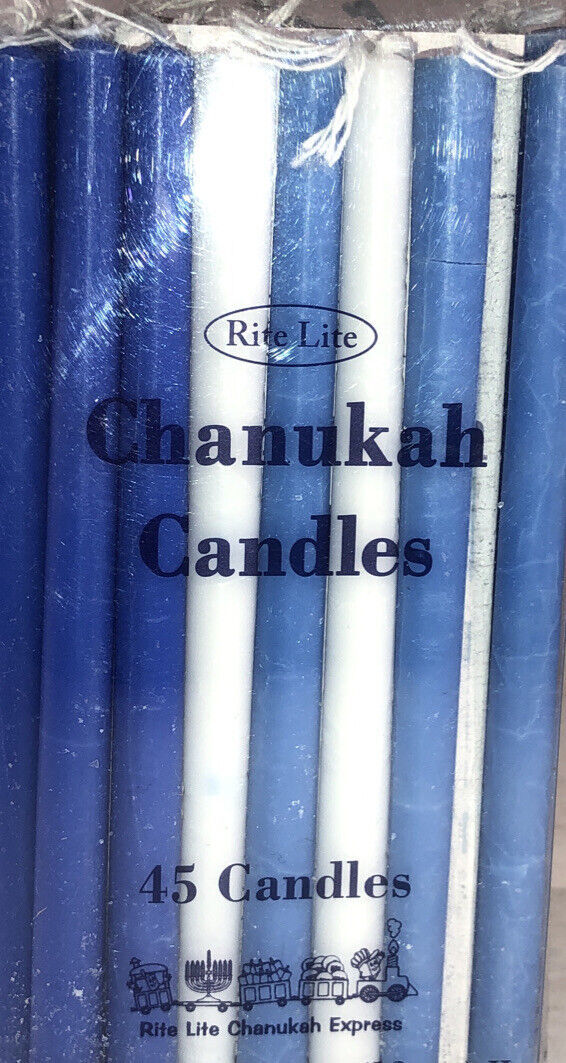 Rite Lite
Chanukah
Candles
45 Candles
Rite Lite Chanukah Express